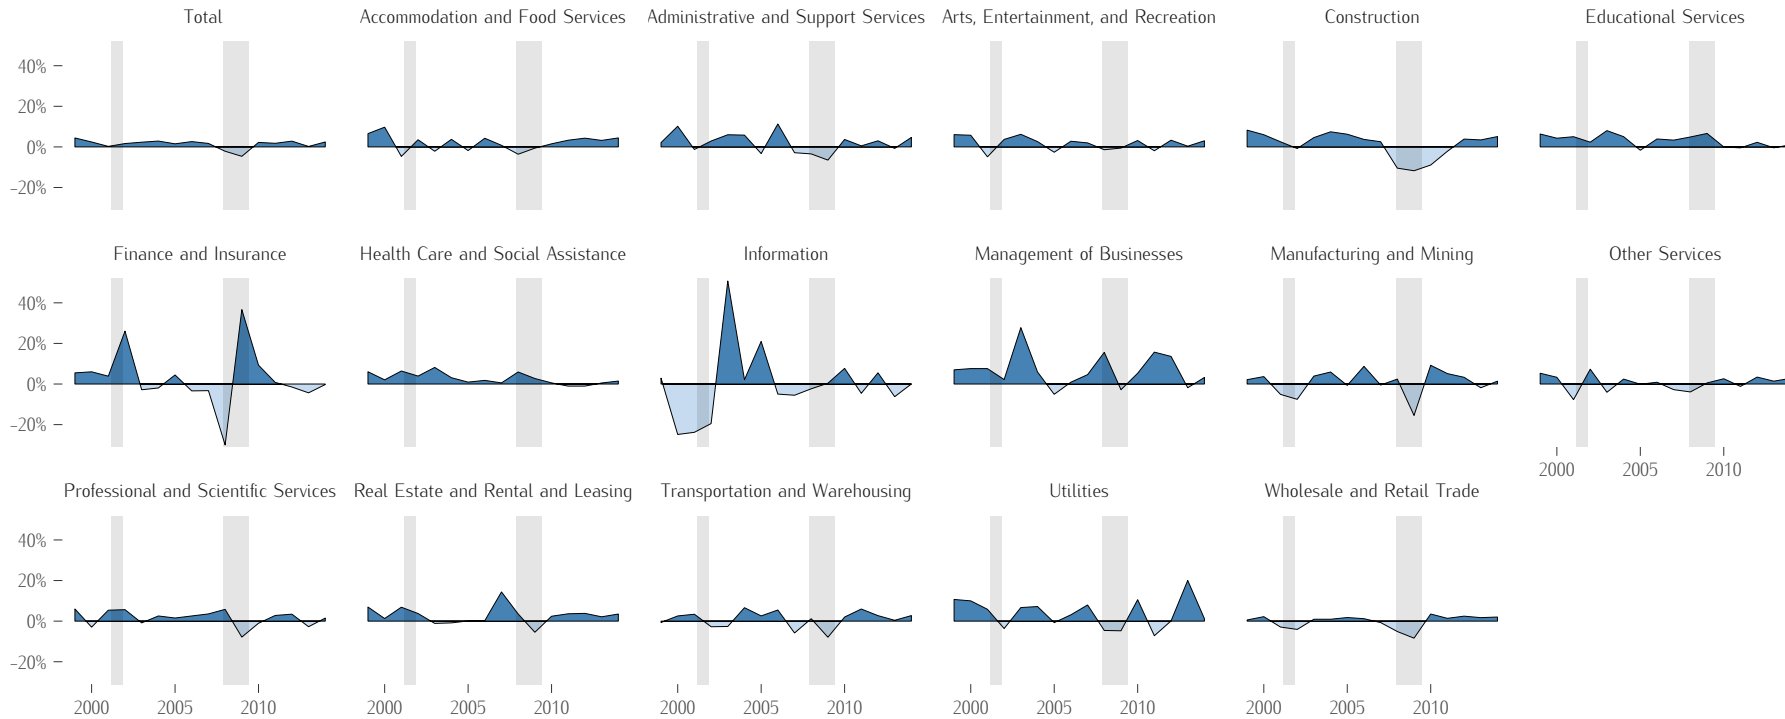 Total Accommodation and Food Services Administrative and Support Services Arts, Entertainment, and Recreation Construction Educational Services
40%
20%
0%
−20%
Finance and Insurance Health Care and Social Assistance Information Management of Businesses Manufacturing and Mining Other Services
40%
20%
0%
−20%
2000 2005 2010
Professional and Scientific Services Real Estate and Rental and Leasing Transportation and Warehousing Utilities Wholesale and Retail Trade
40%
20%
0%
−20%
2000 2005 2010 2000 2005 2010 2000 2005 2010 2000 2005 2010 2000 2005 2010